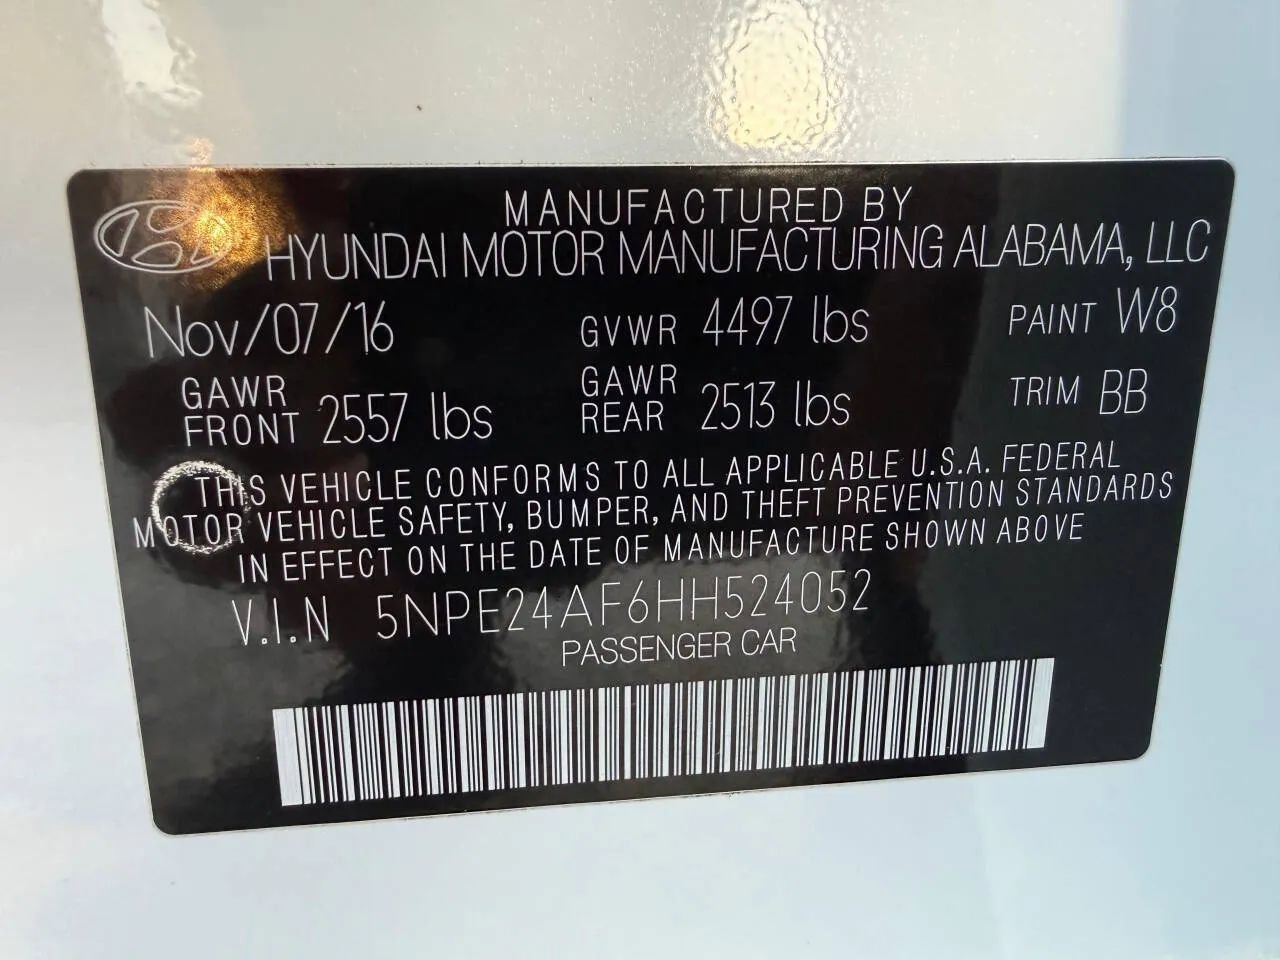 MANUFACTURED BY
HYUNDAI MOTOR MANUFACTURING ALABAMA, LLC
Nov/07/16 GVWR 4497 lbs PAINT W8
GAWR FRONT 2557 lbs GAWR REAR 2513 lbs TRIM BB
THIS VEHICLE CONFORMS TO ALL APPLICABLE U.S.A. FEDERAL
MOTOR VEHICLE SAFETY, BUMPER, AND THEFT PREVENTION STANDARDS
IN EFFECT ON THE DATE OF MANUFACTURE SHOWN ABOVE
V.I.N 5NPE24AF6HH524052
PASSENGER CAR